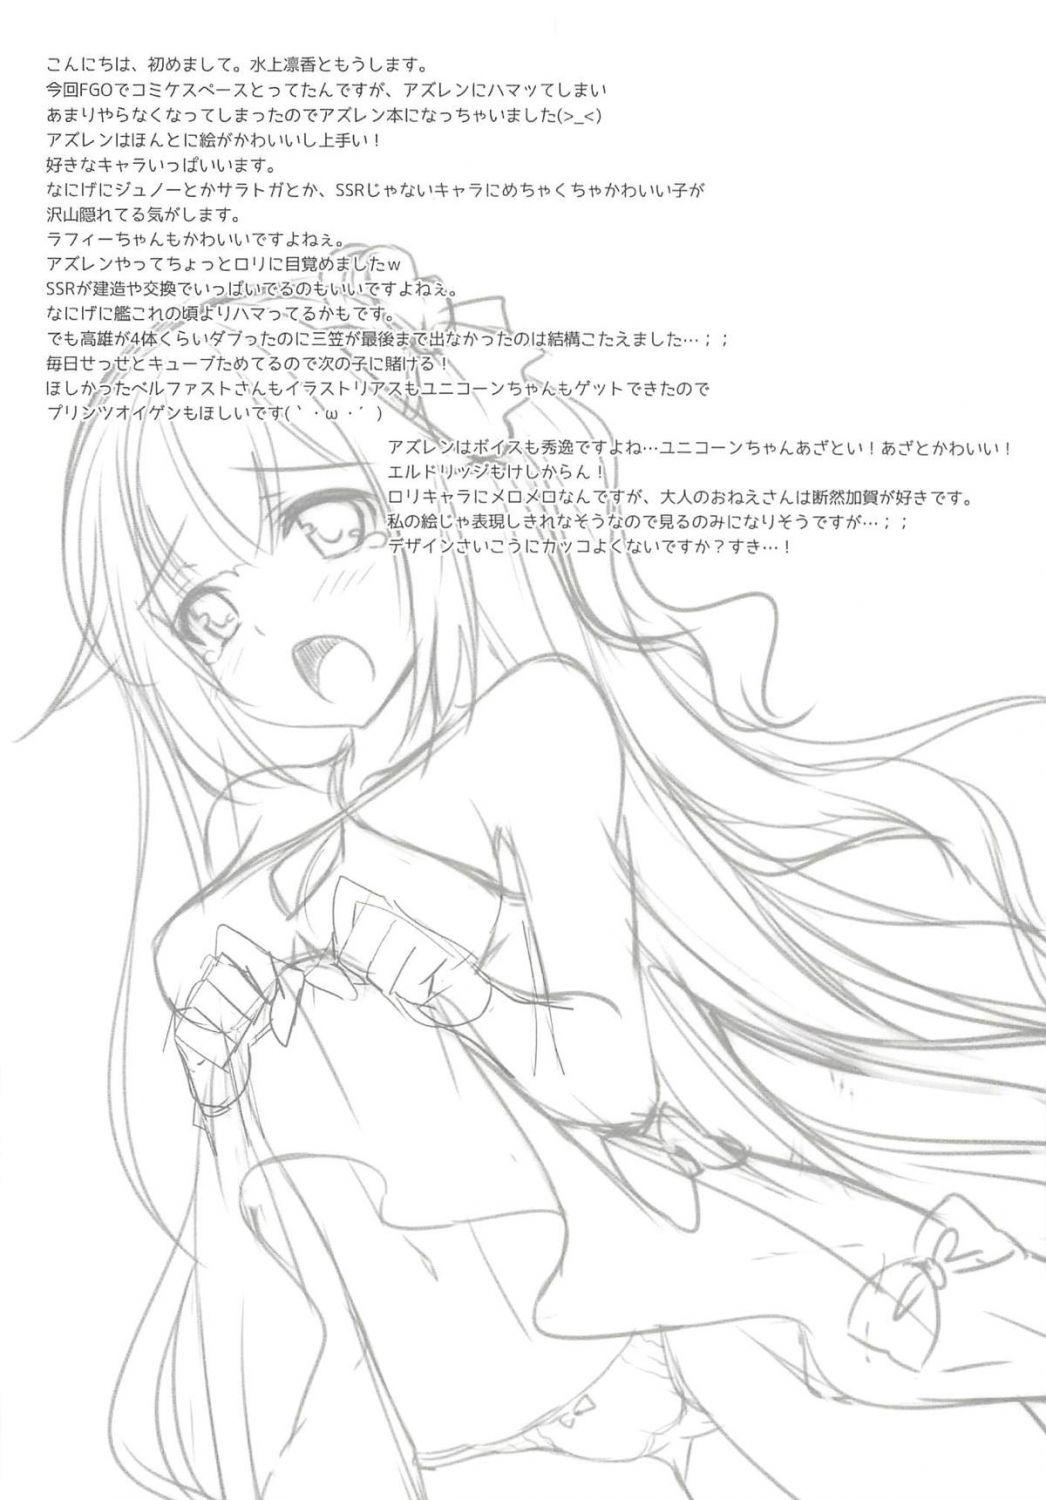 こんにちは、初めまして。水上凛香ともうします。
今回FGOでコミケスペースとってたんですが、アズレンにハマッてしまい
あまりやらなくなってしまったのでアズレン本になっちゃいました(>_<)
アズレンはほんとに絵がかわいいし上手い!
好きなキャラいっぱいいます。
なにげにジュノーとかサラトガとか、SSRじゃないキャラにめちゃくちゃかわいい子が
沢山隠れてる気がします。
ラフィーちゃんもかわいいですよねぇ。
アズレンやってちょっとロリに目覚めましたw
SSRが建造や交換でいっぱいでるのもいいですよねぇ。
なにげに艦これの頃よりハマってるかもです。
でも高雄が4体くらいダブったのに三笠が最後まで出なかったのは結構こたえました…;;
毎日せっせとキューブためてるので次の子に賭ける!
ほしかったベルファストさんもイラストリアスもユニコーンちゃんもゲットできたので
プリンツオイゲンもほしいです(｀・ω・´)
アズレンはボイスも秀逸ですよね…ユニコーンちゃんあざとい!あざとかわいい!
エルドリッジもけしからん!
ロリキャラにメロメロなんですが、大人のおねえさんは断然加賀が好きです。
私の絵じゃ表現しきれなそうなので見るのみになりそうですが…;;
デザインさいこうにカッコよくないですか?すき…!